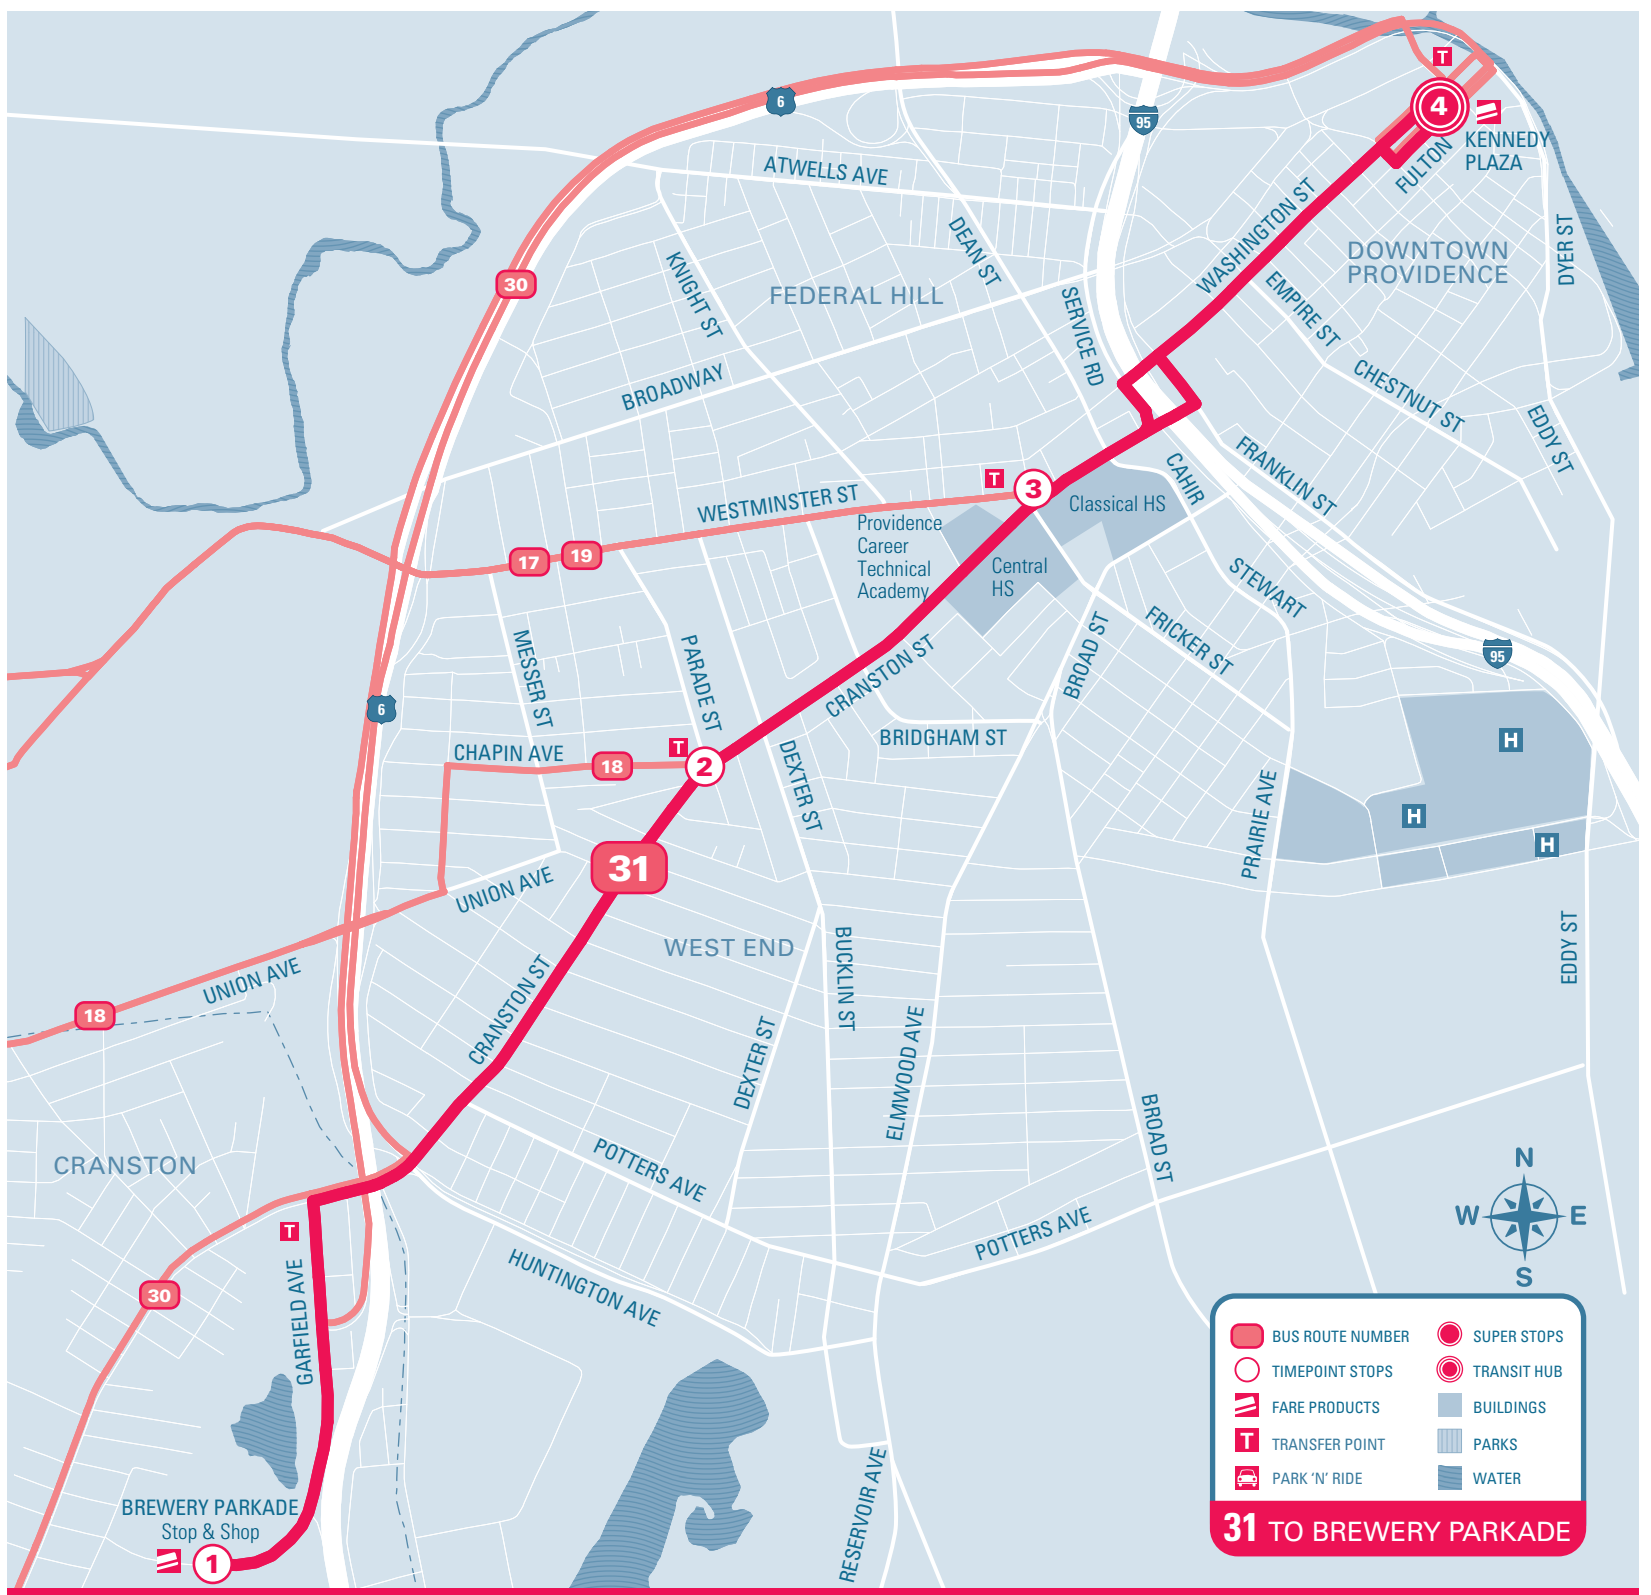 6
T
4
95
KENNEDY
PLAZA
FULTON
ATWELLS AVE
WASHINGTON ST
DEAN ST
DOWNTOWN
PROVIDENCE
DYER ST
KNIGHT ST
30
FEDERAL HILL
SERVICE RD
EMPIRE ST
BROADWAY
CHESTNUT ST
EDDY ST
FRANKLIN ST
CAHIR
T
3
WESTMINSTER ST
Classical HS
Providence
Career
Technical
Academy
17
19
Central
HS
STEWART
FRICKER ST
BROAD ST
MESSER ST
PARADE ST
CRANSTON ST
95
6
BRIDGHAM ST
H
CHAPIN AVE
18
T
2
DEXTER ST
PRAIRIE AVE
H
H
31
UNION AVE
WEST END
BUCKLIN ST
EDDY ST
UNION AVE
CRANSTON ST
18
DEXTER ST
ELMWOOD AVE
BROAD ST
CRANSTON
POTTERS AVE
POTTERS AVE
N
W
E
S
T
GARFIELD AVE
HUNTINGTON AVE
30
BREWERY PARKADE
Stop & Shop
1
RESERVOIR AVE
BUS ROUTE NUMBER
SUPER STOPS
TIMEPOINT STOPS
TRANSIT HUB
FARE PRODUCTS
BUILDINGS
T TRANSFER POINT
PARKS
PARK 'N' RIDE
WATER
31 TO BREWERY PARKADE